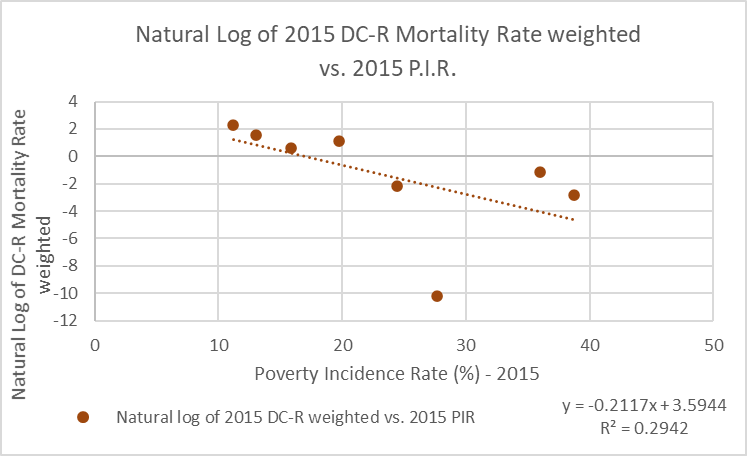 Natural Log of 2015 DC-R Mortality Rate weighted
vs. 2015 P.I.R.
Natural Log of DC-R Mortality Rate
weighted
4
2
0
-2
-4
-6
-8
-10
-12
0
10
20
30
40
50
Poverty Incidence Rate (%) - 2015
Natural log of 2015 DC-R weighted vs. 2015 PIR
y = -0.2117x + 3.5944
R² = 0.2942